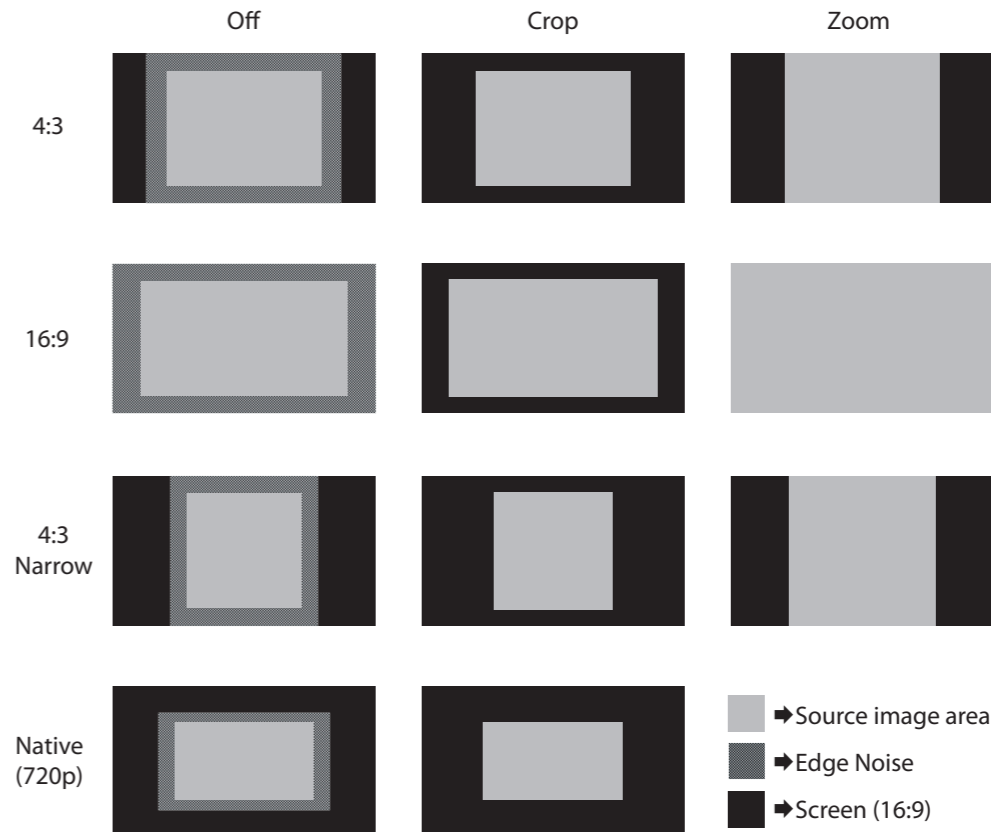 Off
Crop
Zoom
4:3
16:9
4:3
Narrow
Native
(720p)
➡Source image area
➡Edge Noise
➡Screen (16:9)